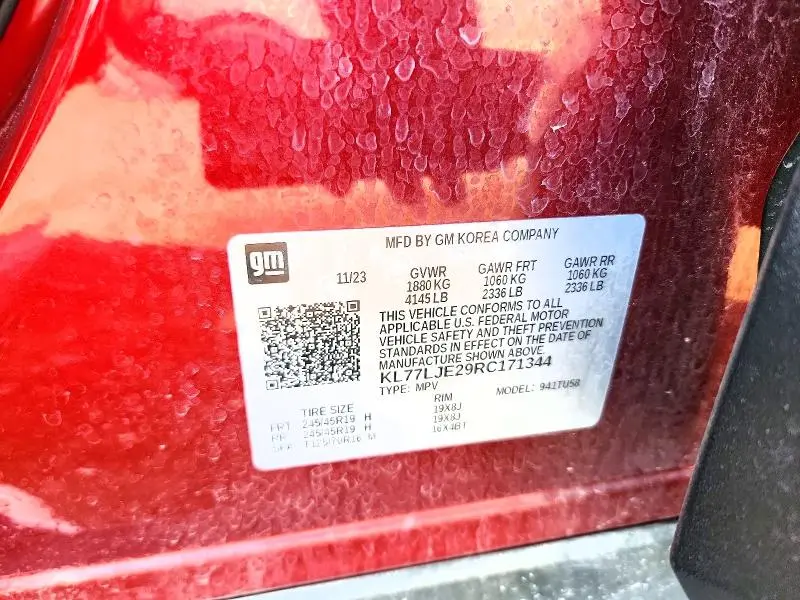 MFD BY GM KOREA COMPANY
gm
11/23
GVWR GAWR FRT GAWR RR
1880 KG 1060 KG 1060 KG
4145 LB 2336 LB 2336 LB
THIS VEHICLE CONFORMS TO ALL
APPLICABLE U.S. FEDERAL MOTOR
VEHICLE SAFETY AND THEFT PREVENTION
STANDARDS IN EFFECT ON THE DATE OF
MANUFACTURE SHOWN ABOVE.
KL77LJE29RC171344
TYPE: MPV MODEL: 941TU58
TIRE SIZE RIM
FRT 245/45R19 H 19X8J
RR 245/45R19 H 19X8J
SPA T125/70R16 M 16X4BT